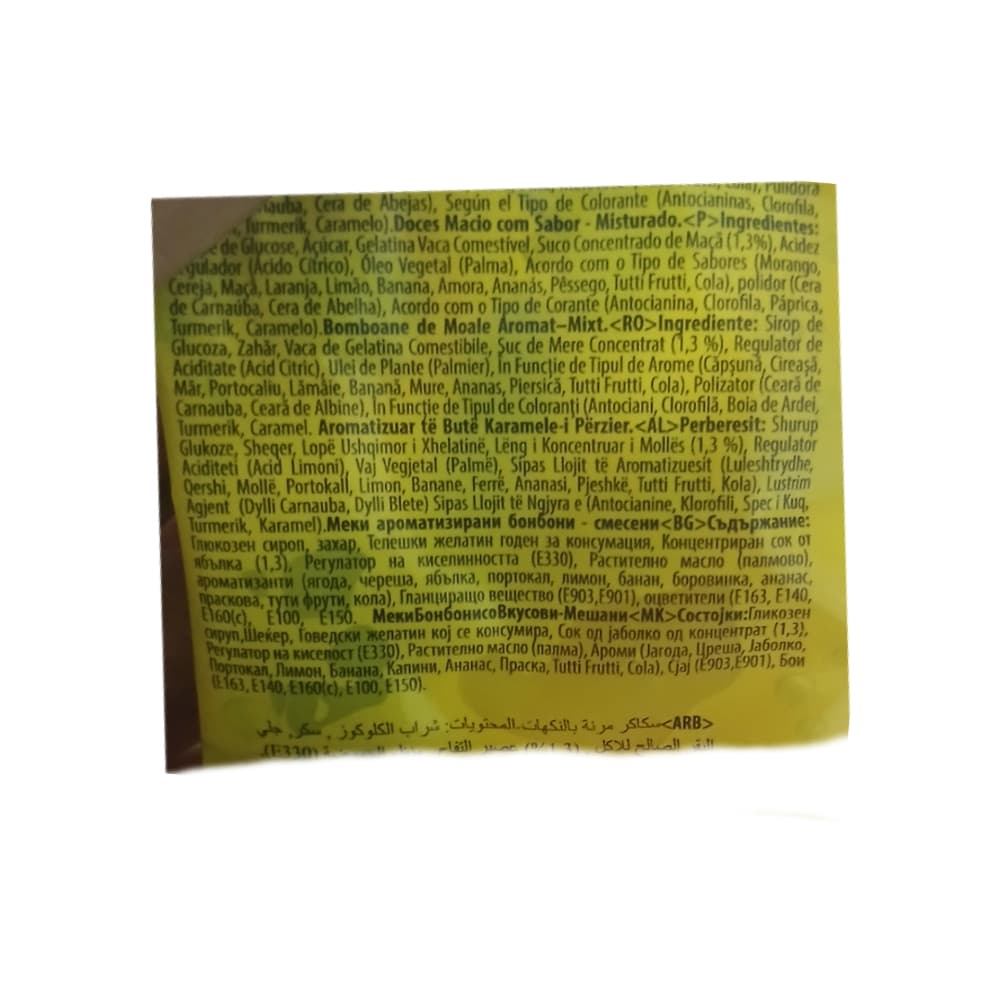 Cera de Abejas), Según el Tipo de Colorante (Antocianinas, Clorofila,
Turmerik, Caramelo).Doces Macio com Sabor - Misturado.<P>Ingredientes:
de Glucose, Açúcar, Gelatina Vaca Comestível, Suco Concentrado de Maçã (1,3%), Acidez
(Ácido Cítrico), Óleo Vegetal (Palma), Acordo com o Tipo de Sabores (Morango,
Cereja, Maçã, Laranja, Limão, Banana, Amora, Ananás, Pêssego, Tutti Frutti, Cola), polidor (Cera
de Carnaúba, Cera de Abelha), Acordo com o Tipo de Corante (Antocianina, Clorofila, Páprica,
Turmerik, Caramelo).Bomboane de Moale Aromat–Mixt.<RO>Ingrediente: Sirop de
Glucoza, Zahăr, Vaca de Gelatina Comestibile, Suc de Mere Concentrat (1,3 %), Regulator de
Aciditate (Acid Citric), Ulei de Plante (Palmier), În Funcție de Tipul de Arome (Căpșună, Cireașă,
Măr, Portocaliu, Lămâie, Banană, Mure, Ananas, Piersică, Tutti Frutti, Cola), Polizator (Ceară de
Carnauba, Ceară de Albine), În Funcție de Tipul de Coloranți (Antociani, Clorofilă, Boia de Ardei,
Turmerik, Caramel. Aromatizuar të Butë Karamele-i Përzier.<AL>Perberesit: Shurup
Glukoze, Sheqer, Lopë Ushqimor i Xhelatinë, Lëng i Koncentruar i Mollës (1,3 %), Regulator
Aciditeti (Acid Limoni), Vaj Vegjetal (Palmë), Sipas Llojit të Aromatizuesit (Luleshtrydhe,
Qershi, Mollë, Portokall, Limon, Banane, Ferrë, Ananasi, Pjeshkë, Tutti Frutti, Kola), Lustrim
Agjent (Dylli Carnauba, Dylli Blete) Sipas Llojit të Ngjyra e (Antocianine, Klorofili, Spec i Kuq,
Turmerik, Karamel).Меки ароматизирани бонбони - смесени<BG>Съдържание:
Глюкозен сироп, захар, Телешки желатин годен за консумация, Концентриран сок от
ябълка (1,3), Регулатор на киселинността (E330), Растително масло (палмово),
ароматизанти (ягода, череша, ябълка, портокал, лимон, банан, боровинка, ананас,
праскова, тути фрути, кола), Гланциращо вещество (E903,E901), оцветители (E163, E140,
E160(c), E100, E150. МекиБонбонисоВкусови-Мешани<MK>Состојки:Гликозен
сируп,Шеќер, Говедски желатин кој се консумира, Сок од јаболко од концентрат (1,3),
Регулатор на киселост (E330), Растително масло (палма), Ароми (Јагода, Цреша, Јаболко,
Портокал, Лимон, Банана, Капини, Ананас, Праска, Tutti Frutti, Cola), Сјај (E903,E901), Бои
(E163, E140, E160(c), E100, E150).
<ARB>سكاكر مرنة بالنكهات.المحتويات: شراب الكلوكوز , سكر, جلي
البقر الصالح للاكل (1,3%) عصير التفاح (E330),